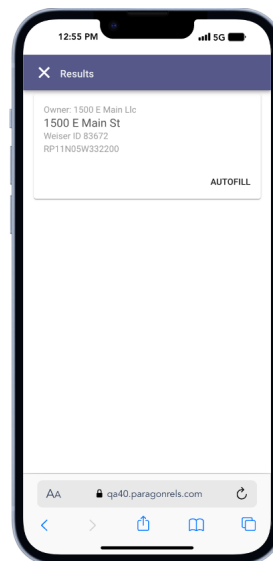 12:55 PM
5G
Results
Owner: 1500 E Main Llc
1500 E Main St
Weiser ID 83672
RP11N05W332200
AUTOFILL
AA
qa40.paragonrels.com